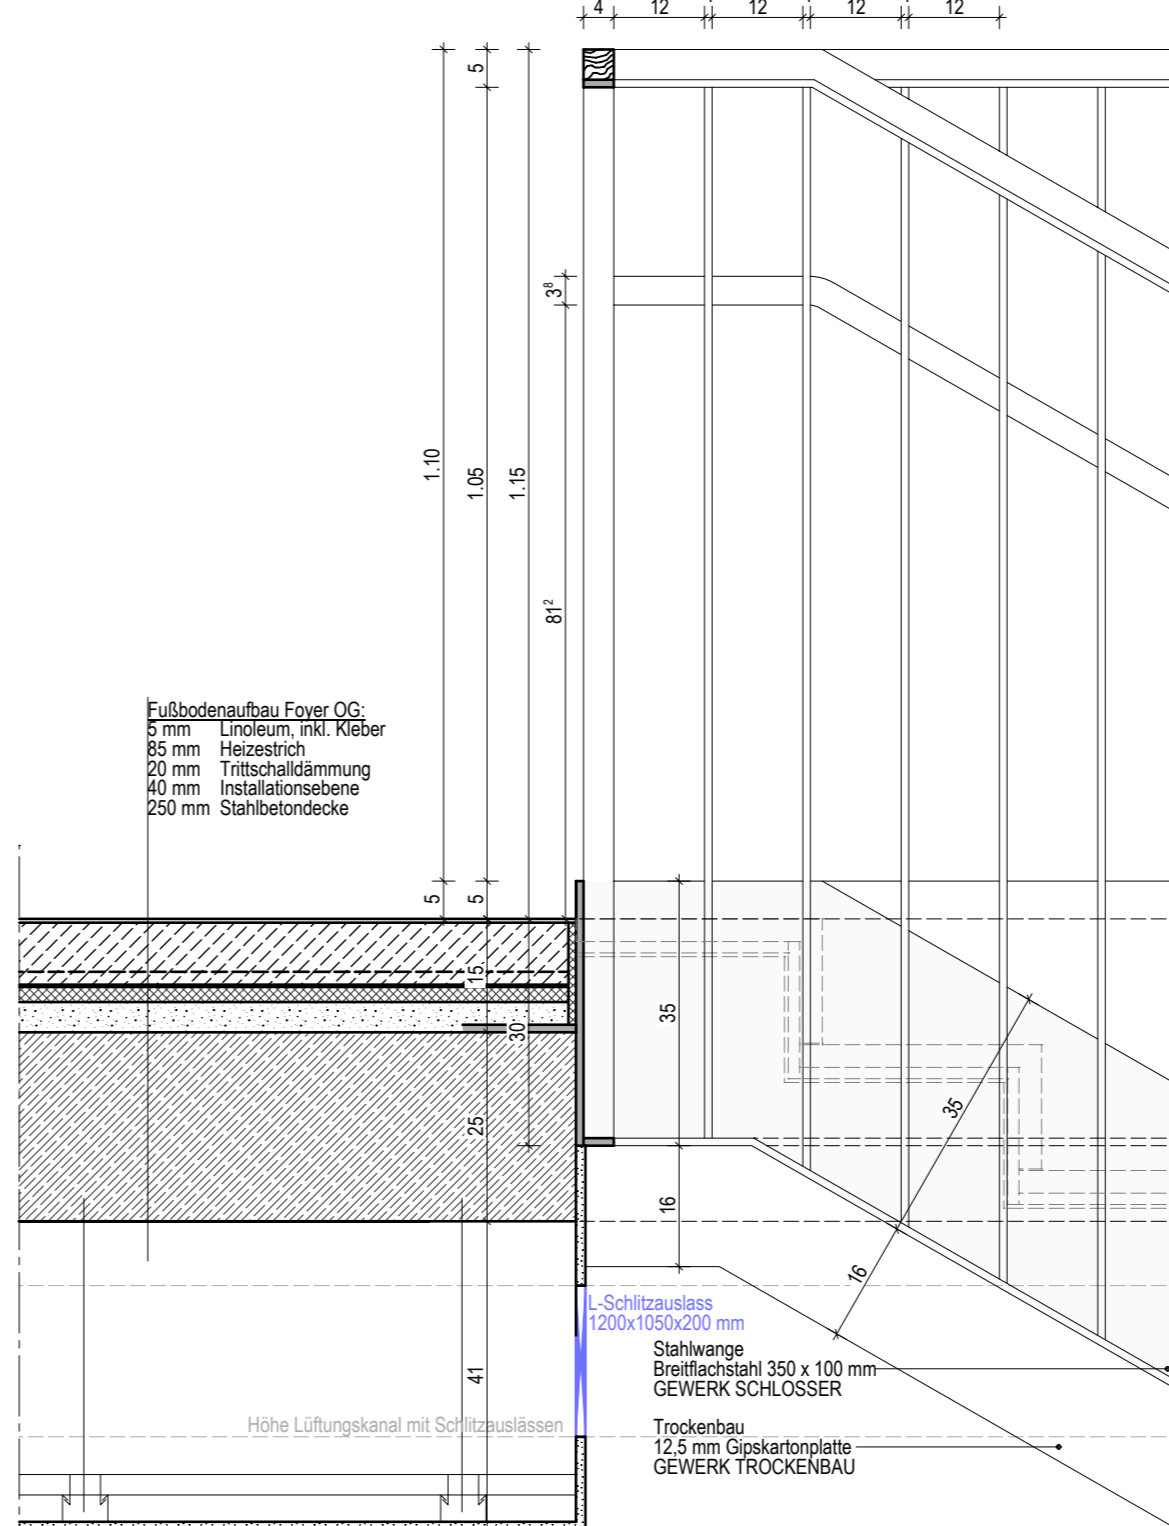 4 12 12 12 12
5
3⁸
1.10 1.05 1.15
81²
Fußbodenaufbau Foyer OG:
5 mm Linoleum, inkl. Kleber
85 mm Heizestrich
20 mm Trittschalldämmung
40 mm Installationsebene
250 mm Stahlbetondecke
5 5
15
30
35
35
25
16
16
L-Schlitzauslass
1200x1050x200 mm
Stahlwange
Breitflachstahl 350 x 100 mm
GEWERK SCHLOSSER
41
Höhe Lüftungskanal mit Schlitzauslässen
Trockenbau
12,5 mm Gipskartonplatte
GEWERK TROCKENBAU